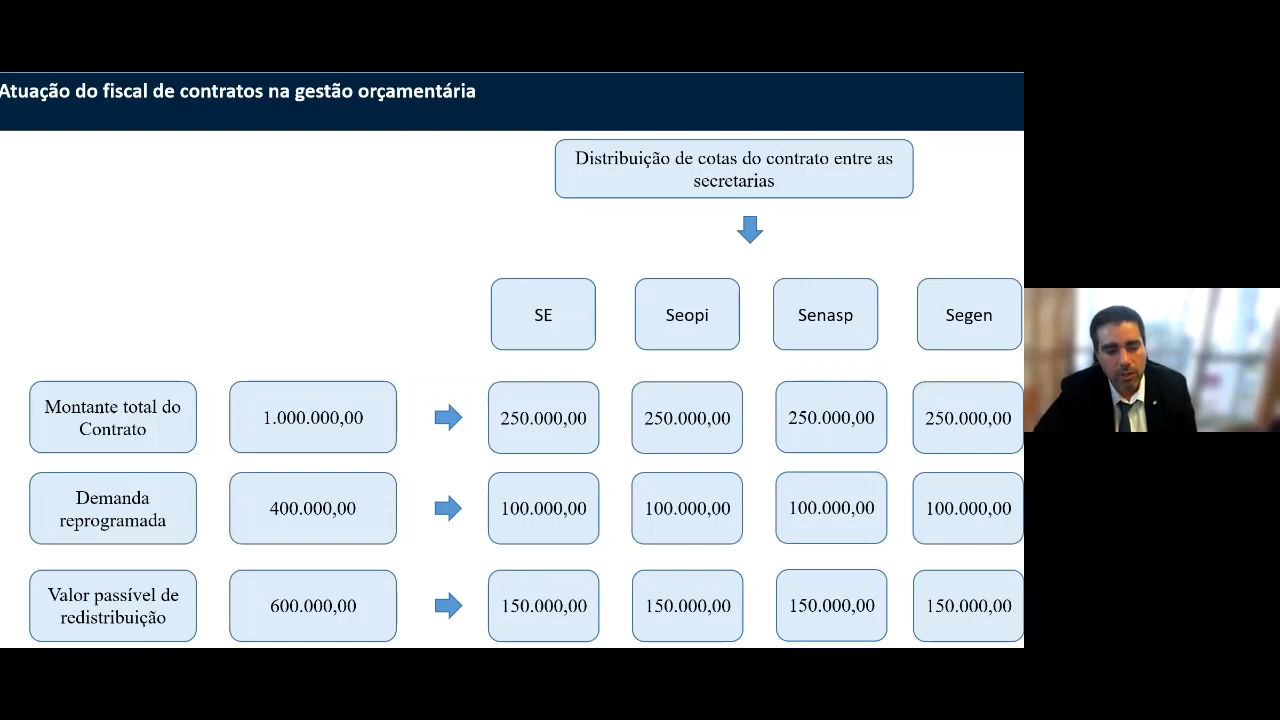 Atuação do fiscal de contratos na gestão orçamentária
Distribuição de cotas do contrato entre as
secretarias
SE
Seopi
Senasp
Segen
Montante total do
Contrato
1.000.000,00
250.000,00
250.000,00
250.000,00
250.000,00
Demanda
reprogramada
400.000,00
100.000,00
100.000,00
100.000,00
100.000,00
Valor passível de
redistribuição
600.000,00
150.000,00
150.000,00
150.000,00
150.000,00